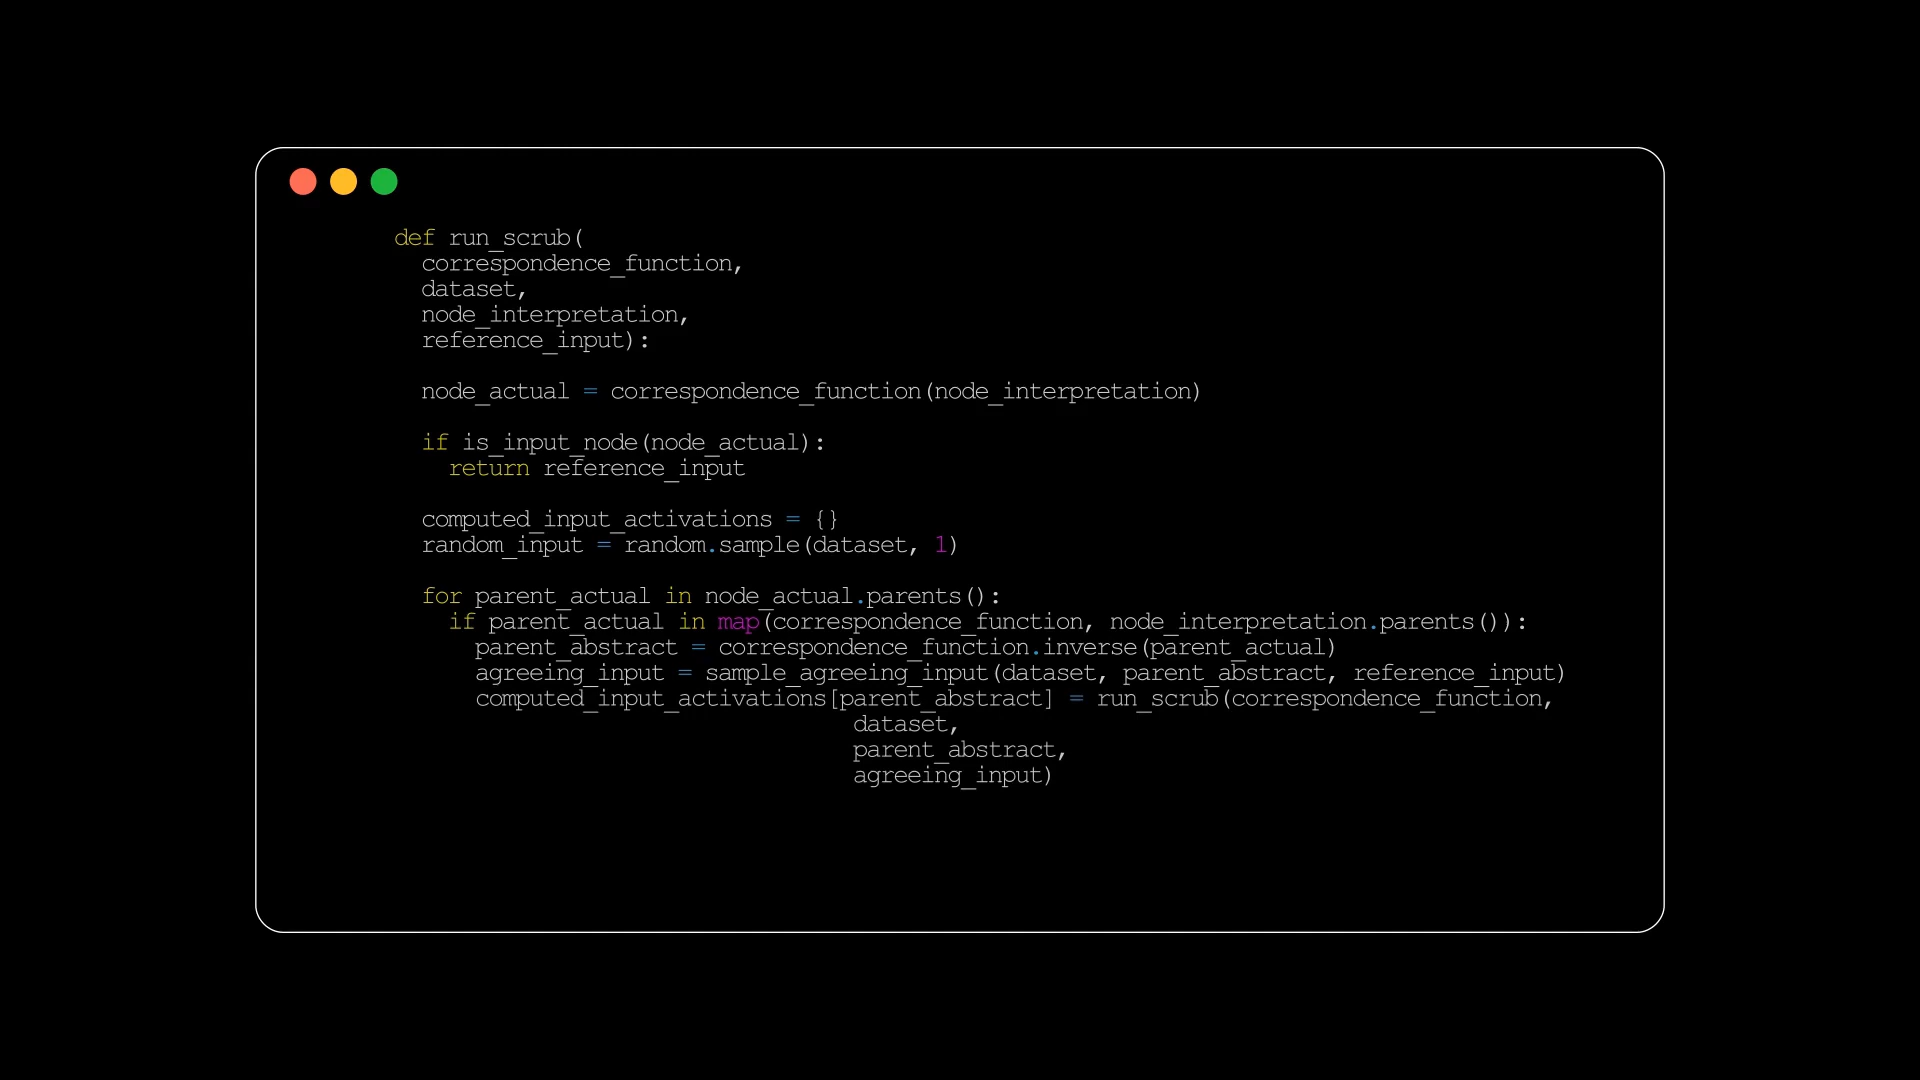 def run_scrub(
correspondence_function,
dataset,
node_interpretation,
reference_input):
node_actual = correspondence_function(node_interpretation)
if is_input_node(node_actual):
return reference_input
computed_input_activations = {}
random_input = random.sample(dataset, 1)
for parent_actual in node_actual.parents():
if parent_actual in map(correspondence_function, node_interpretation.parents()):
parent_abstract = correspondence_function.inverse(parent_actual)
agreeing_input = sample_agreeing_input(dataset, parent_abstract, reference_input)
computed_input_activations[parent_abstract] = run_scrub(correspondence_function,
dataset,
parent_abstract,
agreeing_input)